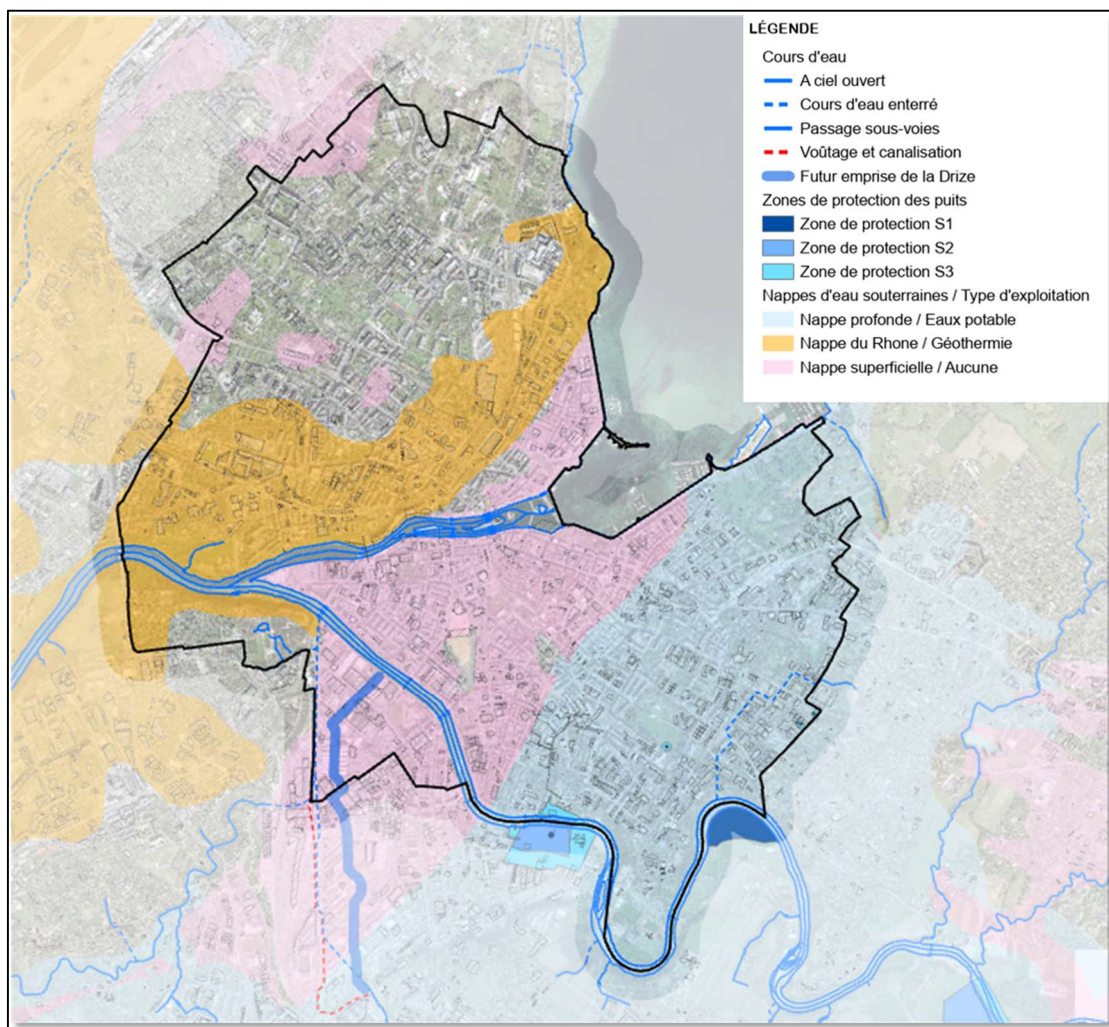 LÉGENDE
Cours d'eau
A ciel ouvert
Cours d'eau enterré
Passage sous-voies
Voûtage et canalisation
Futur emprise de la Drize
Zones de protection des puits
Zone de protection S1
Zone de protection S2
Zone de protection S3
Nappes d'eau souterraines / Type d'exploitation
Nappe profonde / Eaux potable
Nappe du Rhone / Géothermie
Nappe superficielle / Aucune